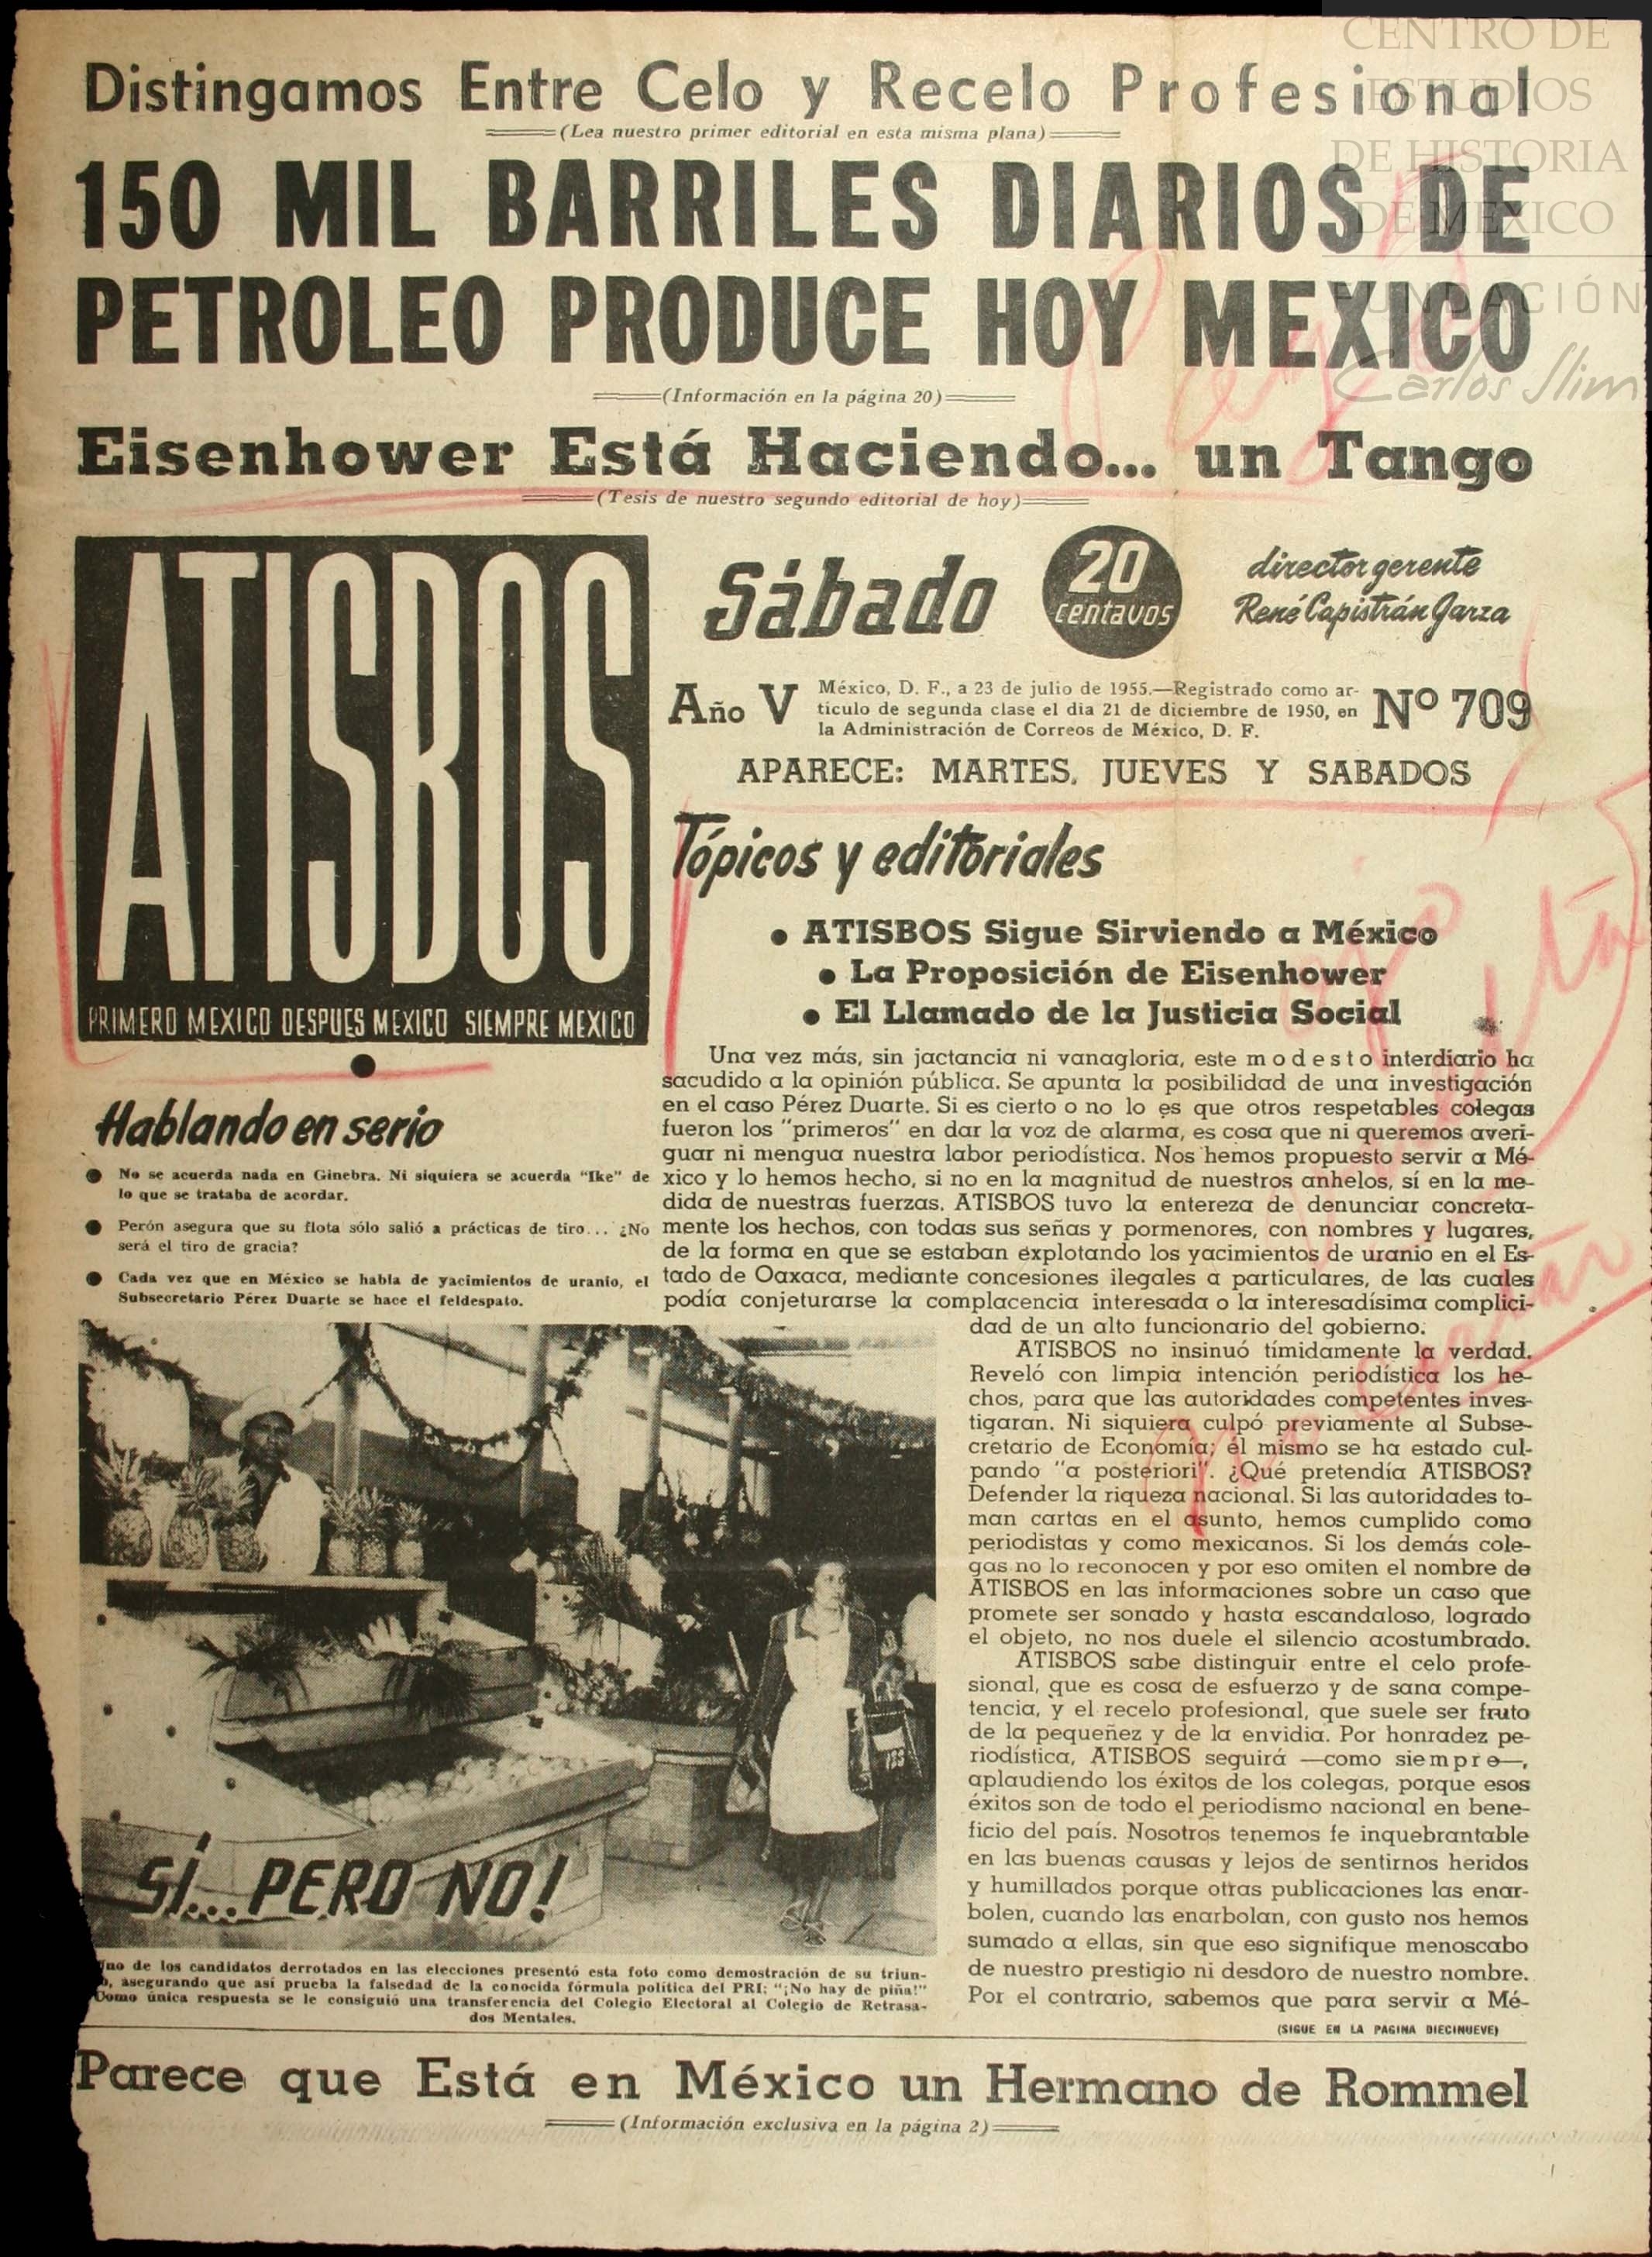 Distingamos Entre Celo y Recelo Profesional
(Lea nuestro primer editorial en esta misma plana)
150 MIL BARRILES DIARIOS DE
PETROLEO PRODUCE HOY MEXICO
(Información en la página 20)
Eisenhower Está Haciendo... un Tango
(Tesis de nuestro segundo editorial de hoy)
CENTRO DE
ESTUDIOS
DE HISTORIA
DE MEXICO
FUNDACIÓN
Carlos Slim
ATISBOS
PRIMERO MEXICO DESPUES MEXICO SIEMPRE MEXICO
Sábado
20
centavos
director gerente
René Capistrán Garza
Año V
México, D. F., a 23 de julio de 1955.—Registrado como ar-
tículo de segunda clase el dia 21 de diciembre de 1950, en
la Administración de Correos de México, D. F.
Nº 709
APARECE: MARTES, JUEVES Y SABADOS
Hablando en serio
● No se acuerda nada en Ginebra. Ni siquiera se acuerda "Ike" de
lo que se trataba de acordar.
● Perón asegura que su flota sólo salió a prácticas de tiro... ¿No
será el tiro de gracia?
● Cada vez que en México se habla de yacimientos de uranio, el
Subsecretario Pérez Duarte se hace el feldespato.
Tópicos y editoriales
● ATISBOS Sigue Sirviendo a México
● La Proposición de Eisenhower
● El Llamado de la Justicia Social
Una vez más, sin jactancia ni vanagloria, este modesto interdiario ha
sacudido a la opinión pública. Se apunta la posibilidad de una investigación
en el caso Pérez Duarte. Si es cierto o no lo es que otros respetables colegas
fueron los "primeros" en dar la voz de alarma, es cosa que ni queremos averi-
guar ni mengua nuestra labor periodística. Nos hemos propuesto servir a Mé-
xico y lo hemos hecho, si no en la magnitud de nuestros anhelos, sí en la me-
dida de nuestras fuerzas. ATISBOS tuvo la entereza de denunciar concreta-
mente los hechos, con todas sus señas y pormenores, con nombres y lugares,
de la forma en que se estaban explotando los yacimientos de uranio en el Es-
tado de Oaxaca, mediante concesiones ilegales a particulares, de las cuales
podía conjeturarse la complacencia interesada o la interesadísima complici-
dad de un alto funcionario del gobierno.
ATISBOS no insinuó tímidamente la verdad.
Reveló con limpia intención periodística los he-
chos, para que las autoridades competentes inves-
tigaran. Ni siquiera culpó previamente al Subse-
cretario de Economía; él mismo se ha estado cul-
pando "a posteriori". ¿Qué pretendía ATISBOS?
Defender la riqueza nacional. Si las autoridades to-
man cartas en el asunto, hemos cumplido como
periodistas y como mexicanos. Si los demás cole-
gas no lo reconocen y por eso omiten el nombre de
ATISBOS en las informaciones sobre un caso que
promete ser sonado y hasta escandaloso, logrado
el objeto, no nos duele el silencio acostumbrado.
ATISBOS sabe distinguir entre el celo profe-
sional, que es cosa de esfuerzo y de sana compe-
tencia, y el recelo profesional, que suele ser fruto
de la pequeñez y de la envidia. Por honradez pe-
riodística, ATISBOS seguirá —como siempre—,
aplaudiendo los éxitos de los colegas, porque esos
éxitos son de todo el periodismo nacional en bene-
ficio del país. Nosotros tenemos fe inquebrantable
en las buenas causas y lejos de sentirnos heridos
y humillados porque otras publicaciones las enar-
bolen, cuando las enarbolan, con gusto nos hemos
sumado a ellas, sin que eso signifique menoscabo
de nuestro prestigio ni desdoro de nuestro nombre.
Por el contrario, sabemos que para servir a Mé-
(SIGUE EN LA PAGINA DIECINUEVE)
SÍ... PERO NO!
no de los candidatos derrotados en las elecciones presentó esta foto como demostración de su triun-
o, asegurando que así prueba la falsedad de la conocida fórmula política del PRI: "¡No hay de piña!"
Como única respuesta se le consiguió una transferencia del Colegio Electoral al Colegio de Retrasa-
dos Mentales.
Parece que Está en México un Hermano de Rommel
(Información exclusiva en la página 2)